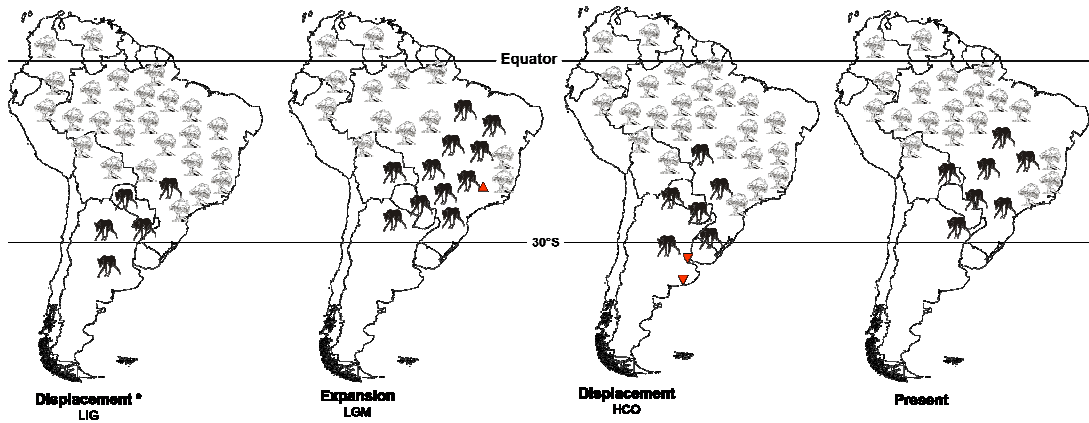 Equator
30°S
Displacement *
LIG
Expansion
LGM
Displacement
HCO
Present